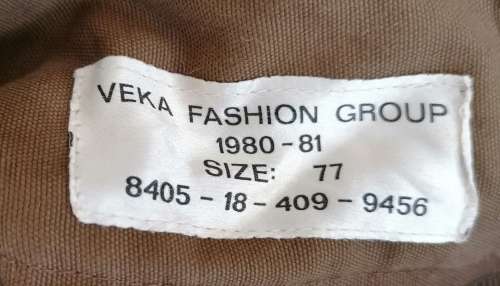 VEKA FASHION GROUP
1980-81
SIZE: 77
8405-18-409-9456